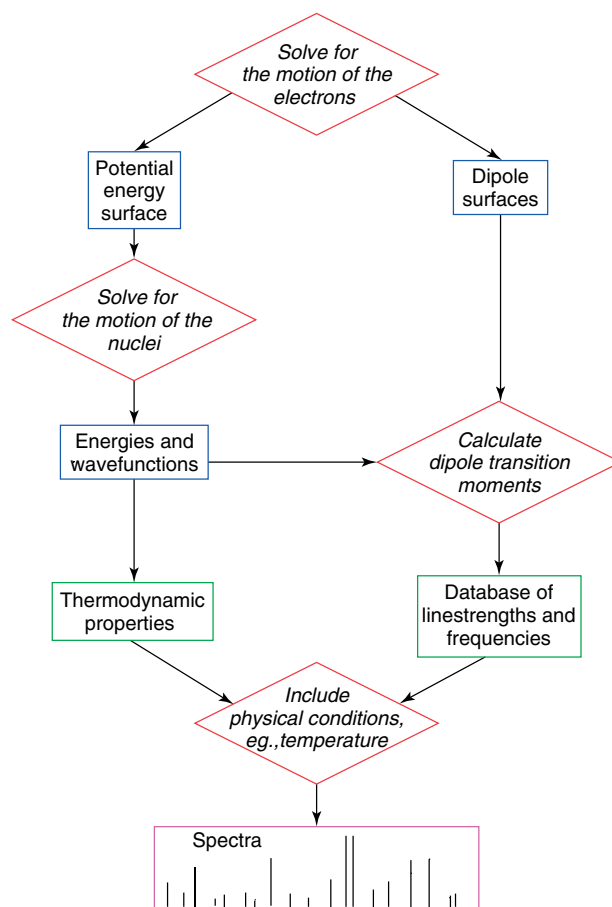 Solve for
the motion of the
electrons
Potential
energy
surface
Dipole
surfaces
Solve for
the motion of the
nuclei
Energies and
wavefunctions
Calculate
dipole transition
moments
Thermodynamic
properties
Database of
linestrengths and
frequencies
Include
physical conditions,
eg.,temperature
Spectra